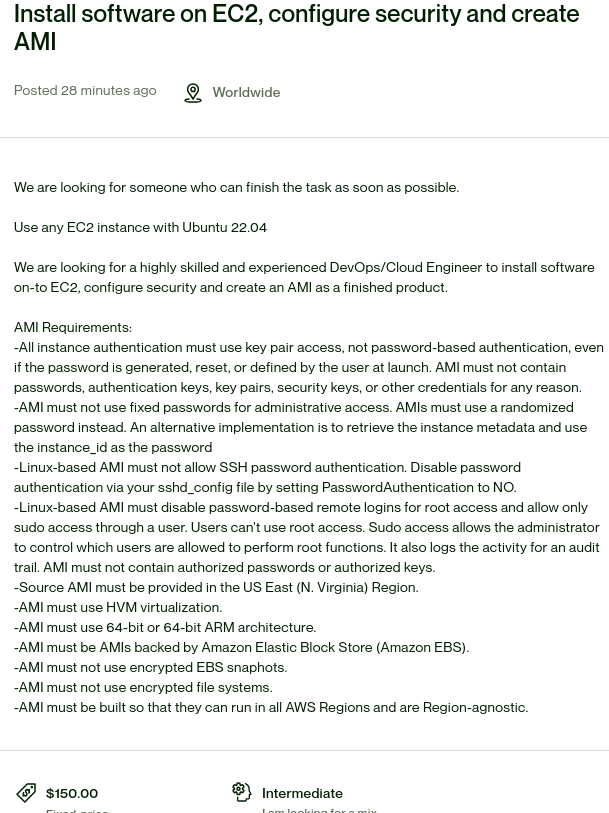 Install software on EC2, configure security and create
AMI
Posted 28 minutes ago
Worldwide
We are looking for someone who can finish the task as soon as possible.
Use any EC2 instance with Ubuntu 22.04
We are looking for a highly skilled and experienced DevOps/Cloud Engineer to install software
on-to EC2, configure security and create an AMI as a finished product.
AMI Requirements:
-All instance authentication must use key pair access, not password-based authentication, even
if the password is generated, reset, or defined by the user at launch. AMI must not contain
passwords, authentication keys, key pairs, security keys, or other credentials for any reason.
-AMI must not use fixed passwords for administrative access. AMIs must use a randomized
password instead. An alternative implementation is to retrieve the instance metadata and use
the instance_id as the password
-Linux-based AMI must not allow SSH password authentication. Disable password
authentication via your sshd_config file by setting PasswordAuthentication to NO.
-Linux-based AMI must disable password-based remote logins for root access and allow only
sudo access through a user. Users can't use root access. Sudo access allows the administrator
to control which users are allowed to perform root functions. It also logs the activity for an audit
trail. AMI must not contain authorized passwords or authorized keys.
-Source AMI must be provided in the US East (N. Virginia) Region.
-AMI must use HVM virtualization.
-AMI must use 64-bit or 64-bit ARM architecture.
-AMI must be AMIs backed by Amazon Elastic Block Store (Amazon EBS).
-AMI must not use encrypted EBS snaphots.
-AMI must not use encrypted file systems.
-AMI must be built so that they can run in all AWS Regions and are Region-agnostic.
$150.00
Intermediate
Fixed-price
I am looking for a mix